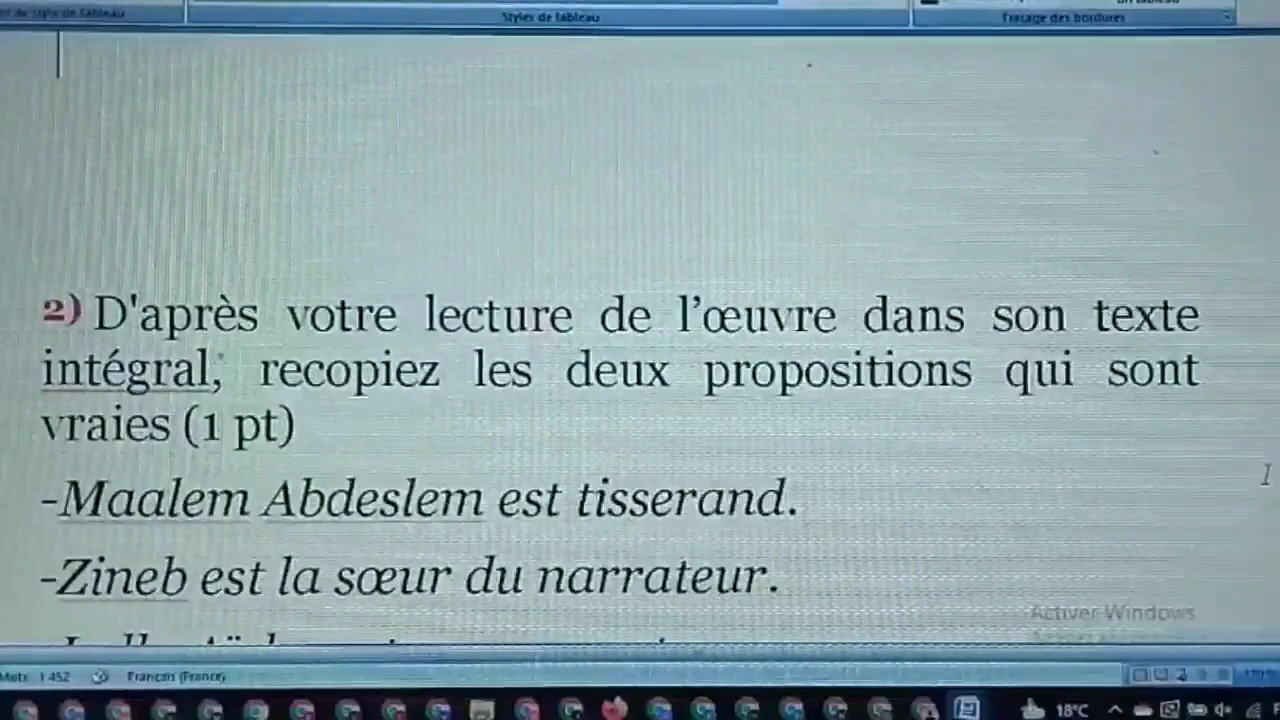 Styles de tableau
Traçage des bordures
2) D'après votre lecture de l'œuvre dans son texte
intégral, recopiez les deux propositions qui sont
vraies (1 pt)
-Maalem Abdeslem est tisserand.
-Zineb est la sœur du narrateur.
Activer Windows
Mots : 1 452
Français (France)
18°C